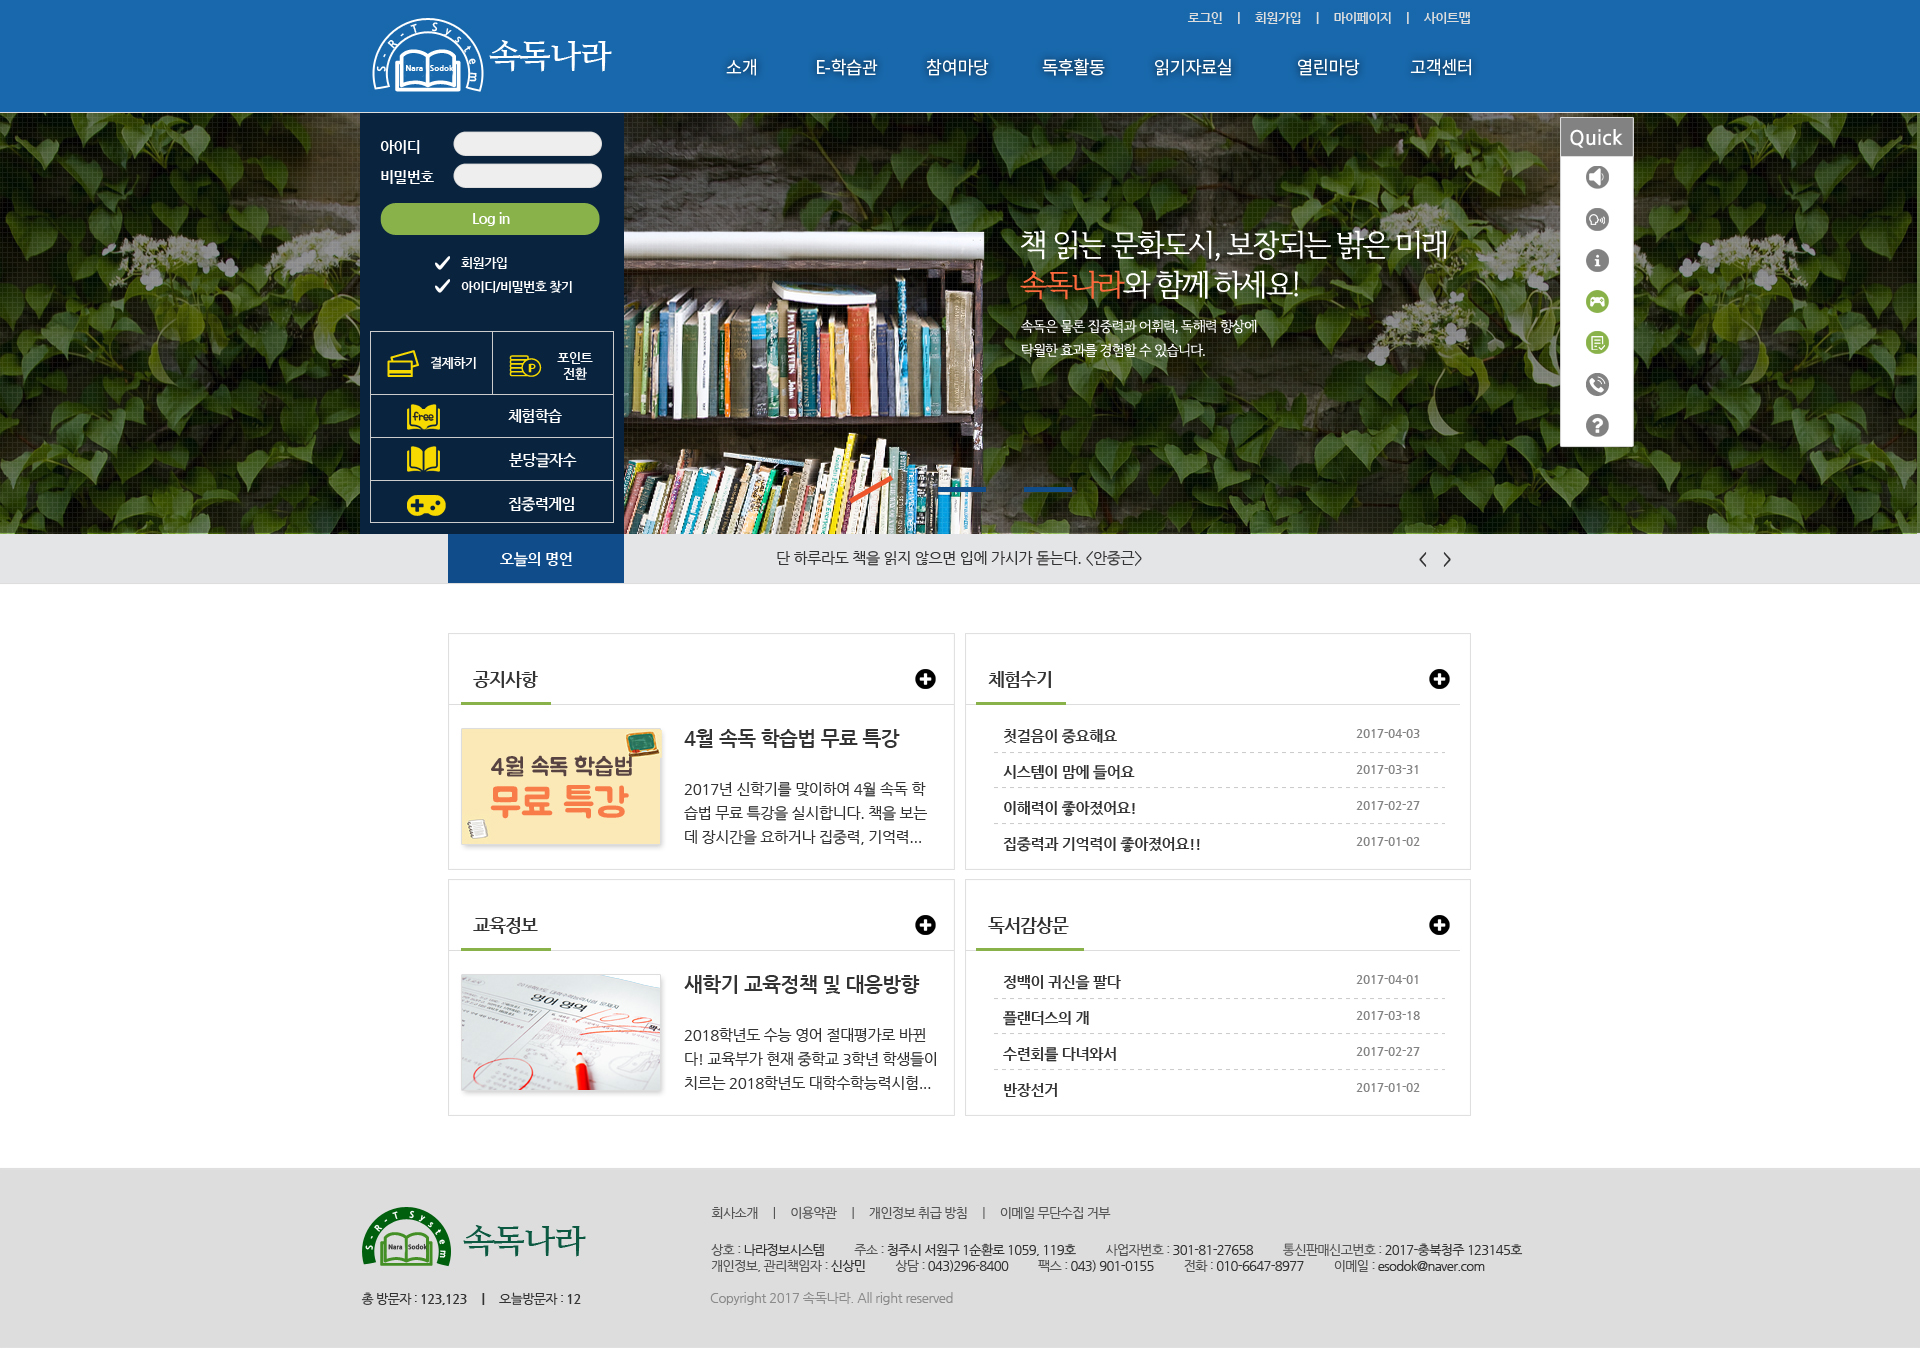 로그인 | 회원가입 | 마이페이지 | 사이트맵
S-R-T System
Nara Sodok
속독나라
소개 E-학습관 참여마당 독후활동 읽기자료실 열린마당 고객센터
아이디
비밀번호
Log in
회원가입
아이디/비밀번호 찾기
결제하기
포인트
전환
free 체험학습
분당글자수
집중력게임
책 읽는 문화도시, 보장되는 밝은 미래
속독나라와 함께 하세요!
속독은 물론 집중력과 어휘력, 독해력 향상에
탁월한 효과를 경험할 수 있습니다.
Quick
오늘의 명언
단 하루라도 책을 읽지 않으면 입에 가시가 돋는다. <안중근>
공지사항
4월 속독 학습법
무료 특강
4월 속독 학습법 무료 특강
2017년 신학기를 맞이하여 4월 속독 학
습법 무료 특강을 실시합니다. 책을 보는
데 장시간을 요하거나 집중력, 기억력...
체험수기
첫걸음이 중요해요 2017-04-03
시스템이 맘에 들어요 2017-03-31
이해력이 좋아졌어요! 2017-02-27
집중력과 기억력이 좋아졌어요!! 2017-01-02
교육정보
영어 영역
100
새학기 교육정책 및 대응방향
2018학년도 수능 영어 절대평가로 바뀐
다! 교육부가 현재 중학교 3학년 학생들이
치르는 2018학년도 대학수학능력시험...
독서감상문
정백이 귀신을 팔다 2017-04-01
플랜더스의 개 2017-03-18
수련회를 다녀와서 2017-02-27
반장선거 2017-01-02
S-R-T System
Nara Sodok
속독나라
총 방문자 : 123,123 | 오늘방문자 : 12
회사소개 | 이용약관 | 개인정보 취급 방침 | 이메일 무단수집 거부
상호 : 나라정보시스템 주소 : 청주시 서원구 1순환로 1059, 119호 사업자번호 : 301-81-27658 통신판매신고번호 : 2017-충북청주 123145호
개인정보, 관리책임자 : 신상민 상담 : 043)296-8400 팩스 : 043) 901-0155 전화 : 010-6647-8977 이메일 : esodok@naver.com
Copyright 2017 속독나라. All right reserved